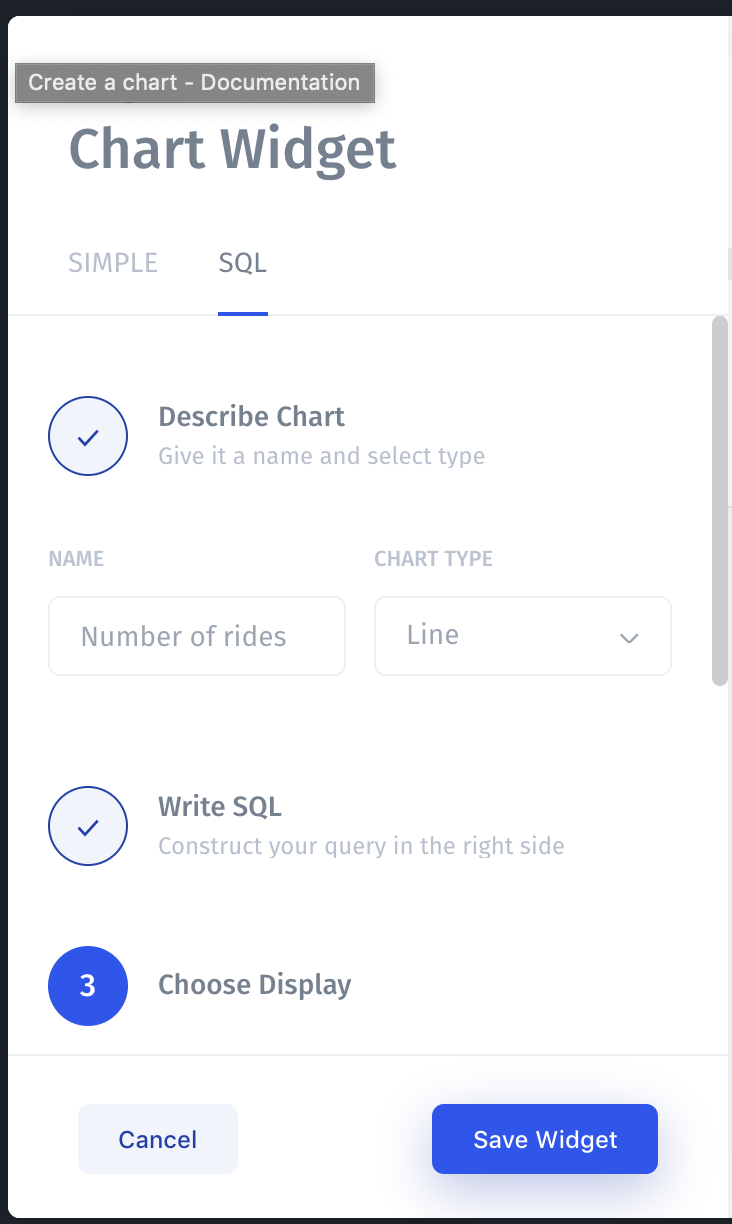 Create a chart - Documentation
Chart Widget
SIMPLE SQL
Describe Chart
Give it a name and select type
NAME CHART TYPE
Number of rides Line
Write SQL
Construct your query in the right side
3 Choose Display
Cancel Save Widget